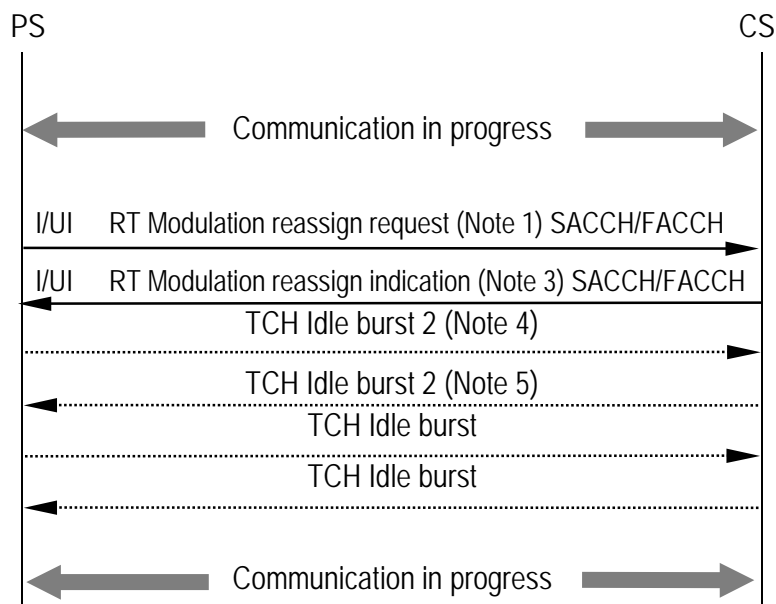 PS CS
Communication in progress
I/UI RT Modulation reassign request (Note 1) SACCH/FACCH
I/UI RT Modulation reassign indication (Note 3) SACCH/FACCH
TCH Idle burst 2 (Note 4)
TCH Idle burst 2 (Note 5)
TCH Idle burst
TCH Idle burst
Communication in progress